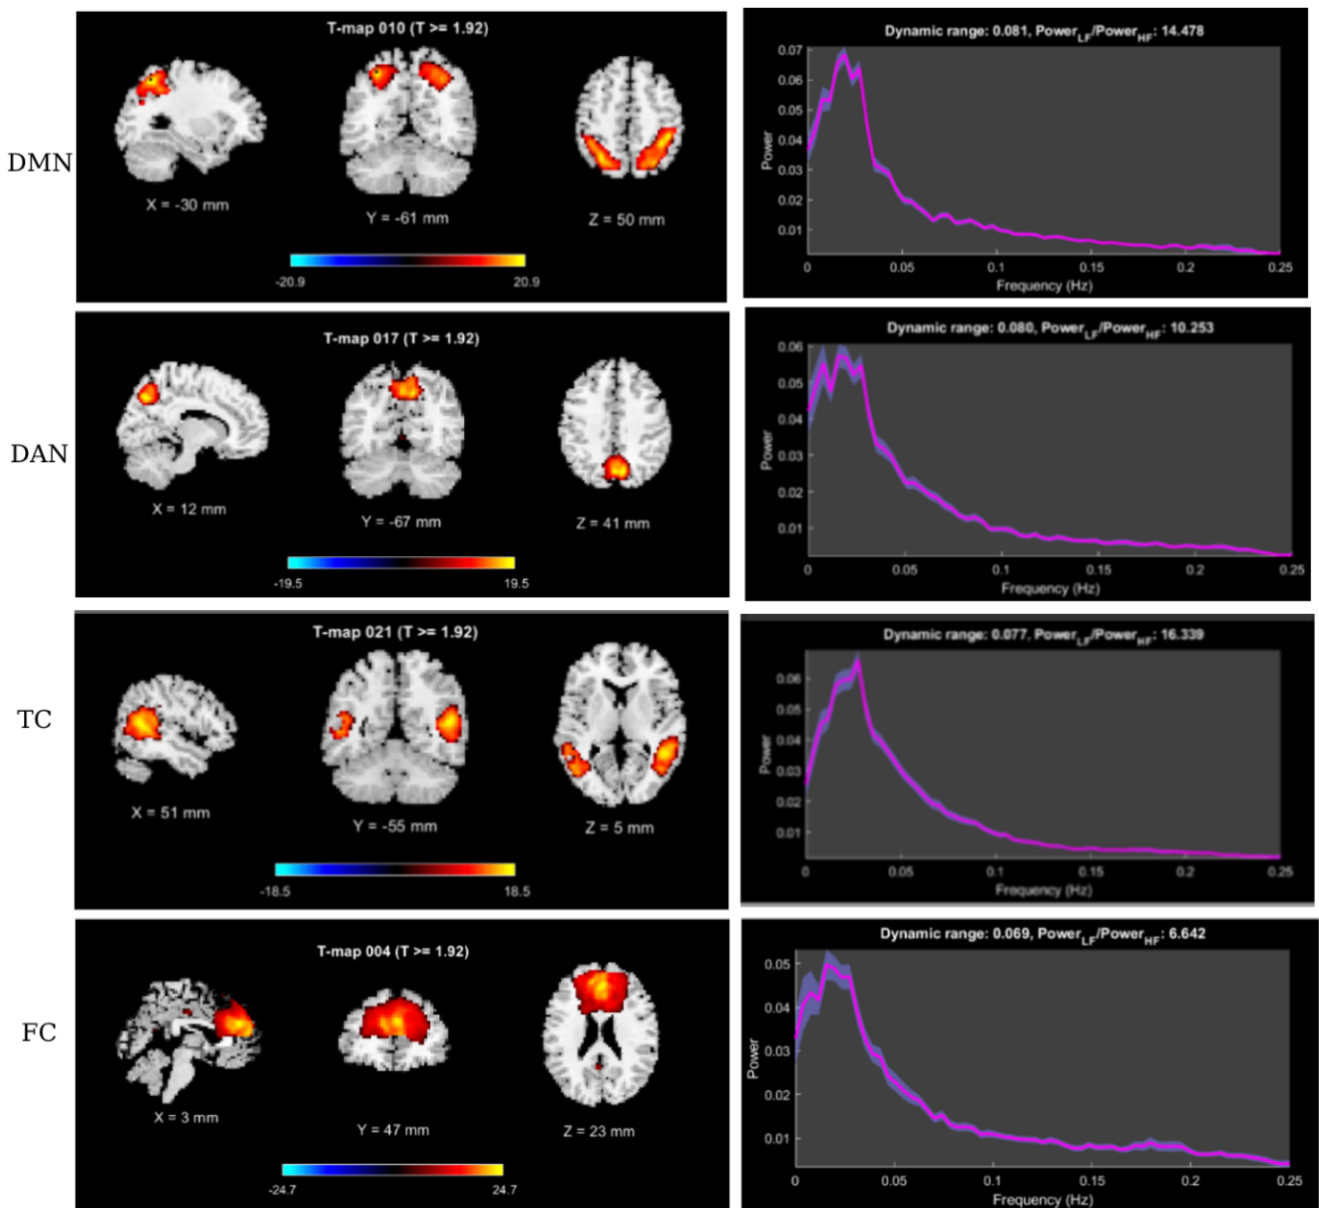 DMN
T-map 010 (T >= 1.92)
X = -30 mm
Y = -61 mm
Z = 50 mm
-20.9
20.9
Dynamic range: 0.081, PowerLF/PowerHF: 14.478
Power
0.07
0.06
0.05
0.04
0.03
0.02
0.01
0
0.05
0.1
0.15
0.2
0.25
Frequency (Hz)
DAN
T-map 017 (T >= 1.92)
X = 12 mm
Y = -67 mm
Z = 41 mm
-19.5
19.5
Dynamic range: 0.080, PowerLF/PowerHF: 10.253
Power
0.06
0.05
0.04
0.03
0.02
0.01
0
0.05
0.1
0.15
0.2
0.25
Frequency (Hz)
TC
T-map 021 (T >= 1.92)
X = 51 mm
Y = -55 mm
Z = 5 mm
-18.5
18.5
Dynamic range: 0.077, PowerLF/PowerHF: 16.339
Power
0.06
0.05
0.04
0.03
0.02
0.01
0
0.05
0.1
0.15
0.2
0.25
Frequency (Hz)
FC
T-map 004 (T >= 1.92)
X = 3 mm
Y = 47 mm
Z = 23 mm
-24.7
24.7
Dynamic range: 0.069, PowerLF/PowerHF: 6.642
Power
0.05
0.04
0.03
0.02
0.01
0
0.05
0.1
0.15
0.2
0.25
Frequency (Hz)